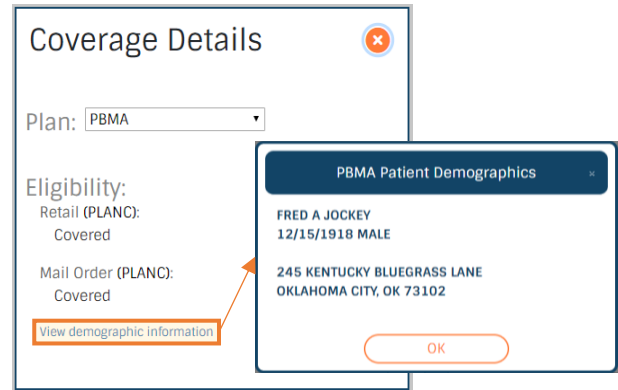 Coverage Details
Plan: PBMA
Eligibility:
Retail (PLANC):
Covered
Mail Order (PLANC):
Covered
View demographic information
PBMA Patient Demographics
FRED A JOCKEY
12/15/1918 MALE
245 KENTUCKY BLUEGRASS LANE
OKLAHOMA CITY, OK 73102
OK